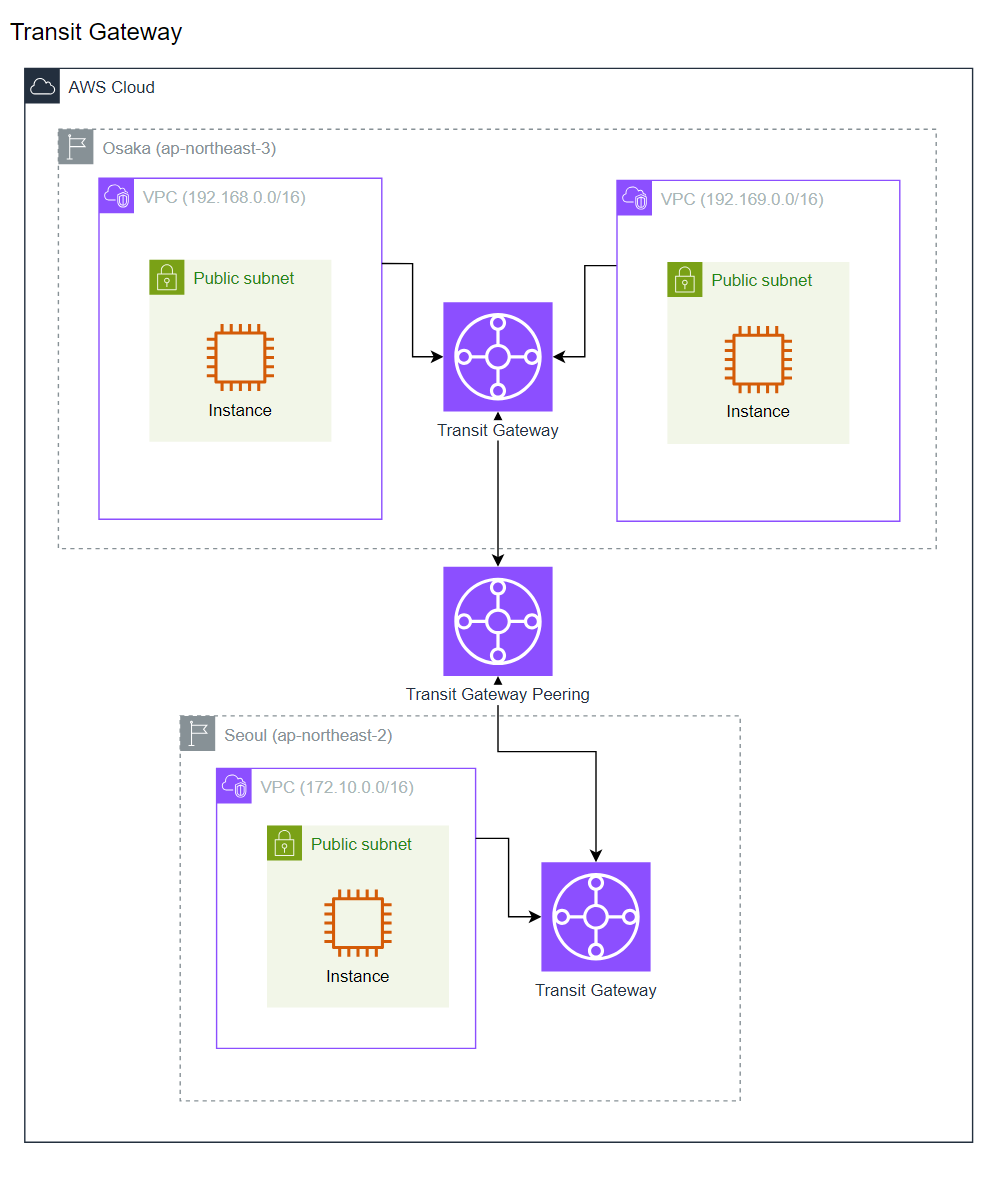 Transit Gateway
AWS Cloud
Osaka (ap-northeast-3)
VPC (192.168.0.0/16)
VPC (192.169.0.0/16)
Public subnet
Public subnet
Instance
Instance
Transit Gateway
Transit Gateway Peering
Seoul (ap-northeast-2)
VPC (172.10.0.0/16)
Public subnet
Instance
Transit Gateway